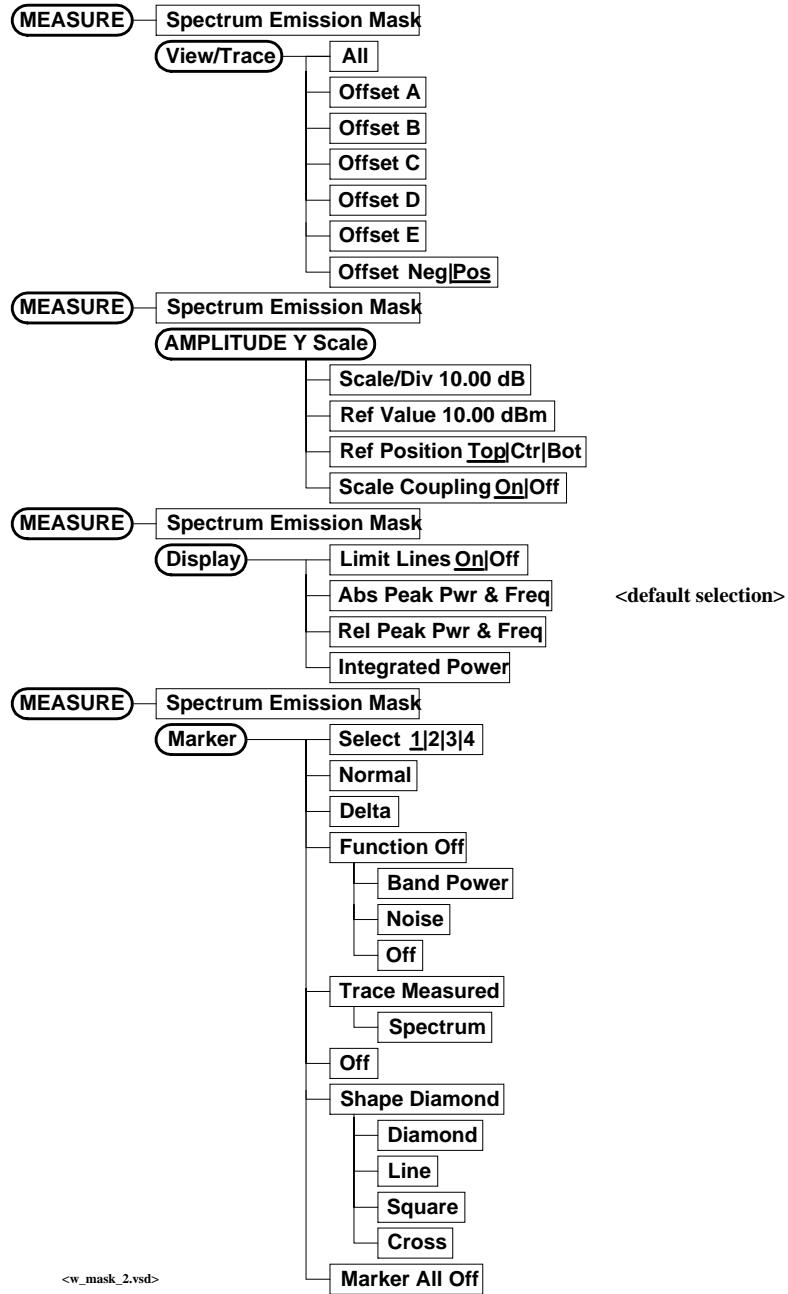 MEASURE Spectrum Emission Mask
View/Trace All
Offset A
Offset B
Offset C
Offset D
Offset E
Offset Neg|Pos
MEASURE Spectrum Emission Mask
AMPLITUDE Y Scale
Scale/Div 10.00 dB
Ref Value 10.00 dBm
Ref Position Top|Ctr|Bot
Scale Coupling On|Off
MEASURE Spectrum Emission Mask
Display Limit Lines On|Off
Abs Peak Pwr & Freq <default selection>
Rel Peak Pwr & Freq
Integrated Power
MEASURE Spectrum Emission Mask
Marker Select 1|2|3|4
Normal
Delta
Function Off
Band Power
Noise
Off
Trace Measured
Spectrum
Off
Shape Diamond
Diamond
Line
Square
Cross
<w_mask_2.vsd> Marker All Off